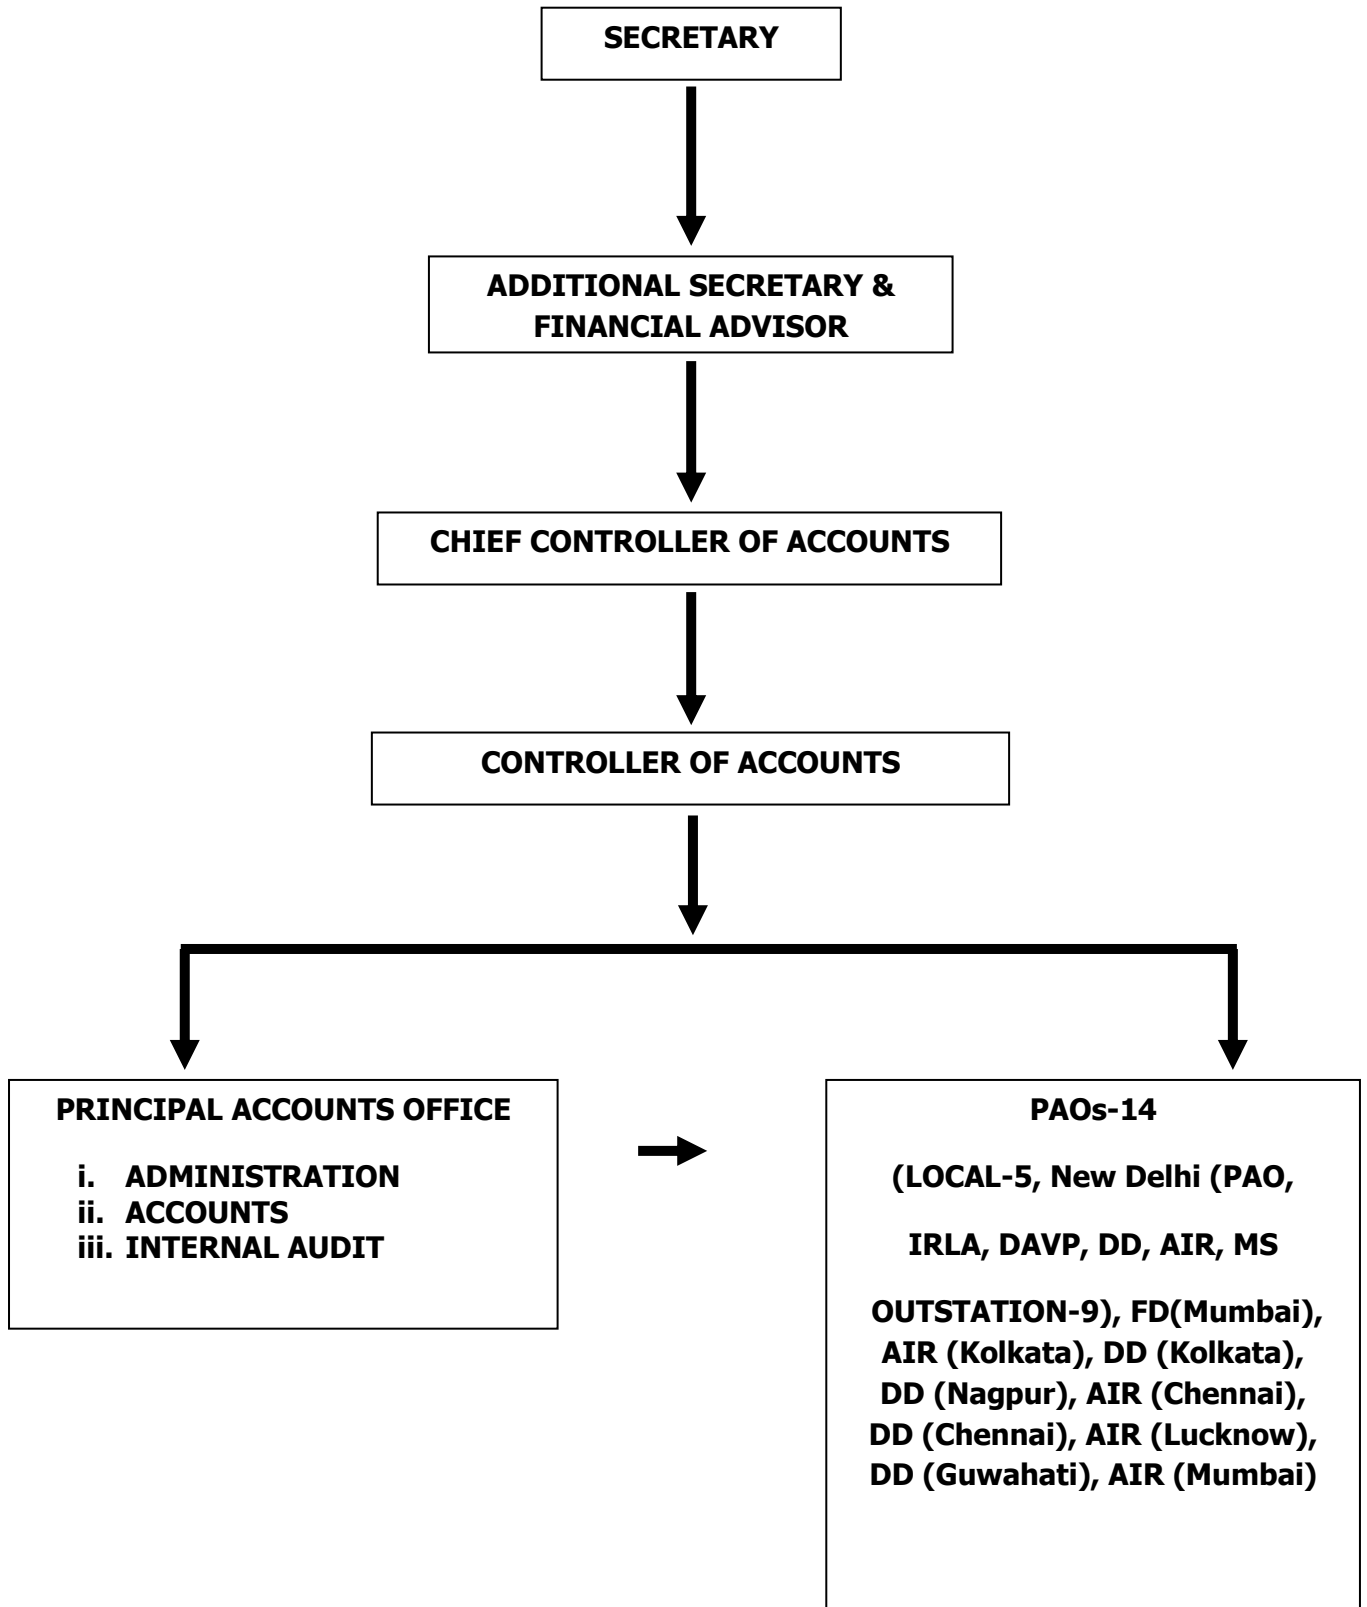 SECRETARY
ADDITIONAL SECRETARY &
FINANCIAL ADVISOR
CHIEF CONTROLLER OF ACCOUNTS
CONTROLLER OF ACCOUNTS
PRINCIPAL ACCOUNTS OFFICE
i. ADMINISTRATION
ii. ACCOUNTS
iii. INTERNAL AUDIT
PAOs-14
(LOCAL-5, New Delhi (PAO,
IRLA, DAVP, DD, AIR, MS
OUTSTATION-9), FD(Mumbai),
AIR (Kolkata), DD (Kolkata),
DD (Nagpur), AIR (Chennai),
DD (Chennai), AIR (Lucknow),
DD (Guwahati), AIR (Mumbai)